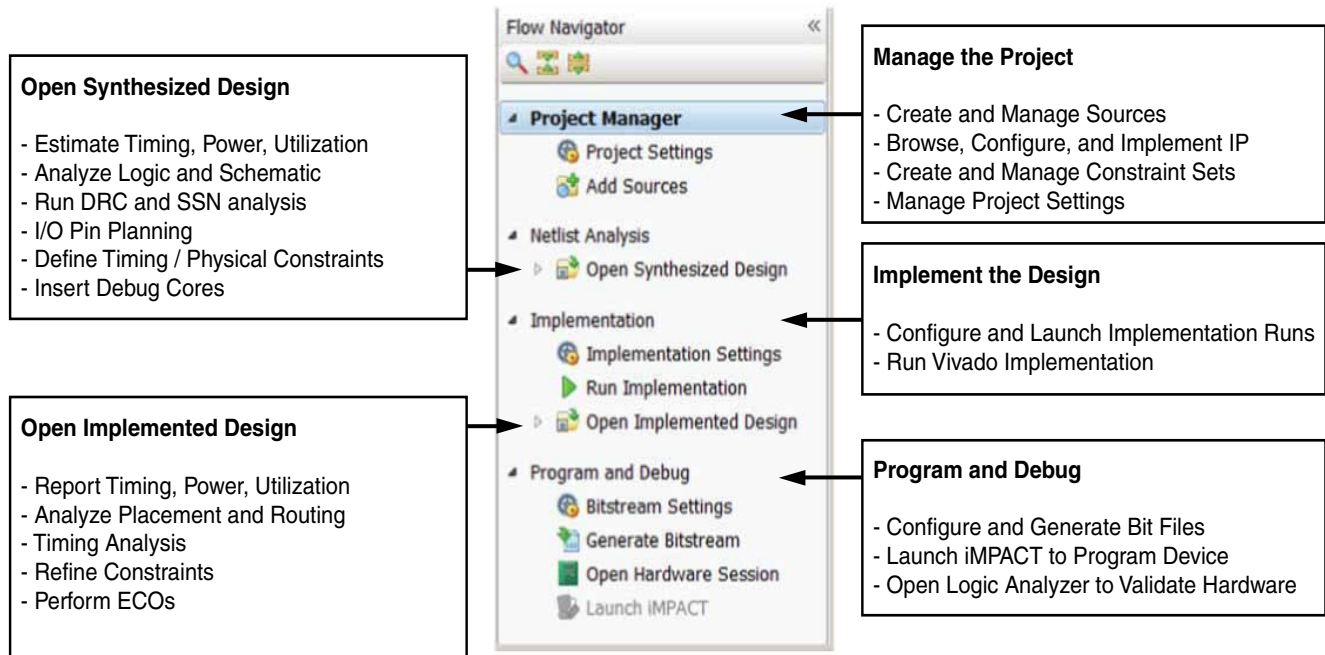 Open Synthesized Design
- Estimate Timing, Power, Utilization
- Analyze Logic and Schematic
- Run DRC and SSN analysis
- I/O Pin Planning
- Define Timing / Physical Constraints
- Insert Debug Cores
Open Implemented Design
- Report Timing, Power, Utilization
- Analyze Placement and Routing
- Timing Analysis
- Refine Constraints
- Perform ECOs
Flow Navigator
Project Manager
Project Settings
Add Sources
Netlist Analysis
Open Synthesized Design
Implementation
Implementation Settings
Run Implementation
Open Implemented Design
Program and Debug
Bitstream Settings
Generate Bitstream
Open Hardware Session
Launch iMPACT
Manage the Project
- Create and Manage Sources
- Browse, Configure, and Implement IP
- Create and Manage Constraint Sets
- Manage Project Settings
Implement the Design
- Configure and Launch Implementation Runs
- Run Vivado Implementation
Program and Debug
- Configure and Generate Bit Files
- Launch iMPACT to Program Device
- Open Logic Analyzer to Validate Hardware